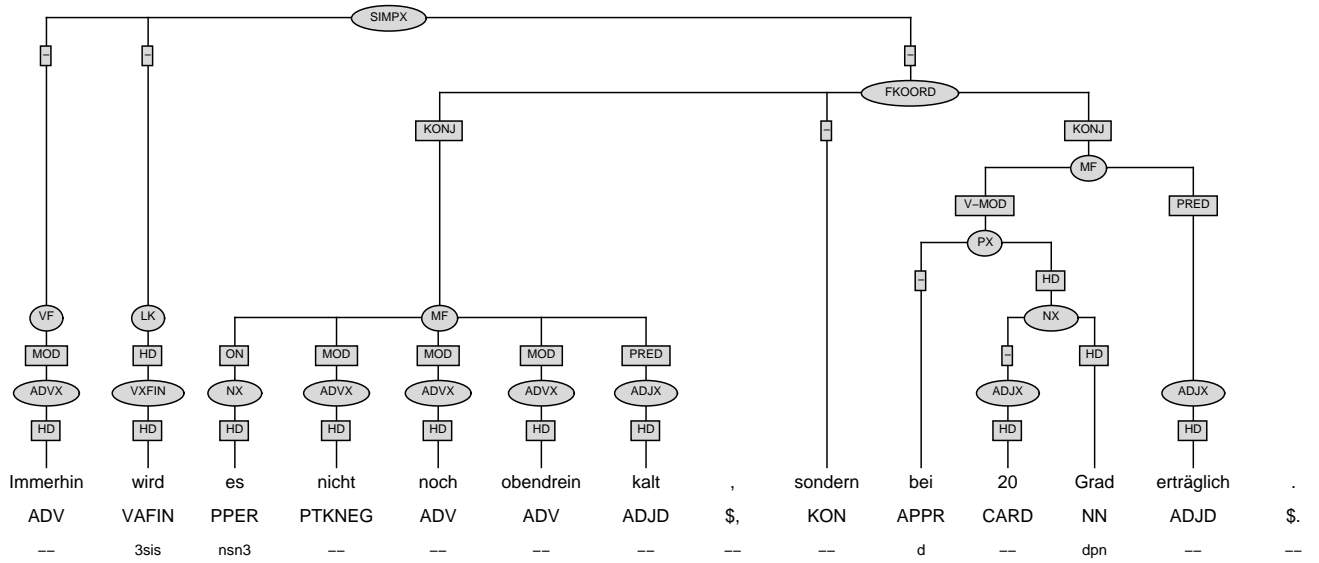 SIMPX
– – –
FKOORD
KONJ – KONJ
MF
V–MOD PRED
PX
– HD
VF LK MF NX
MOD HD ON MOD MOD MOD PRED – HD
ADVX VXFIN NX ADVX ADVX ADVX ADJX ADJX ADJX
HD HD HD HD HD HD HD HD HD
Immerhin wird es nicht noch obendrein kalt , sondern bei 20 Grad erträglich .
ADV VAFIN PPER PTKNEG ADV ADV ADJD $, KON APPR CARD NN ADJD $.
–– 3sis nsn3 –– –– –– –– –– –– d –– dpn –– ––